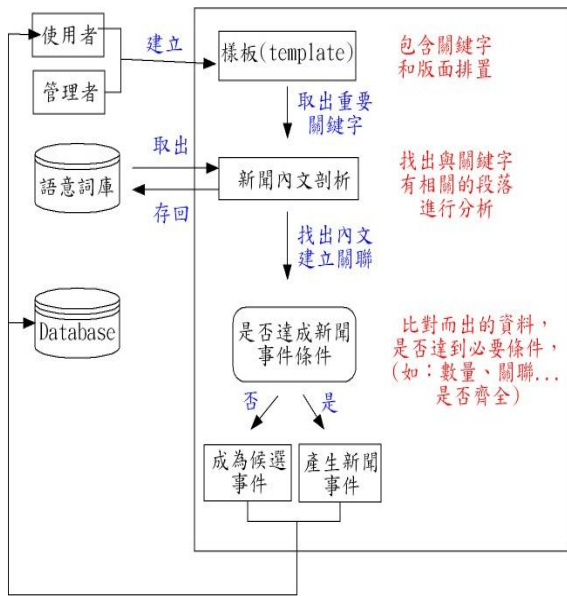 使用者
建立
樣板(template)
包含關鍵字
和版面排置
管理者
取出重要
關鍵字
取出
語意詞庫
新聞內文剖析
找出與關鍵字
有相關的段落
進行分析
存回
找出內文
建立關聯
Database
是否達成新聞
事件條件
比對而出的資料，
是否達到必要條件，
(如：數量、關聯...
是否齊全)
否
是
成為候選
事件
產生新聞
事件